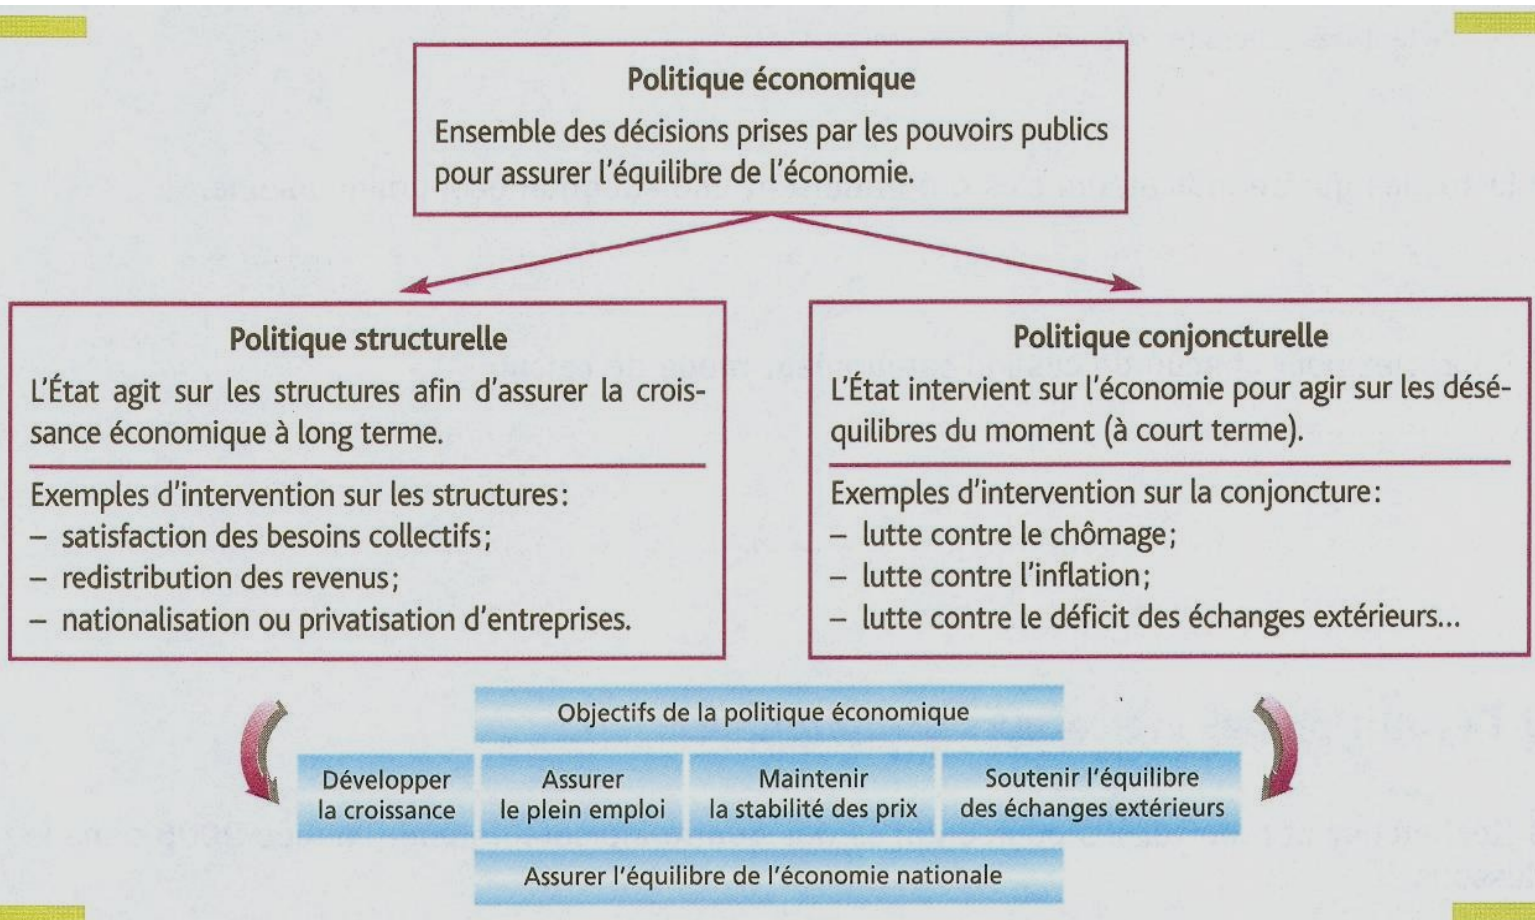 Politique économique
Ensemble des décisions prises par les pouvoirs publics
pour assurer l'équilibre de l'économie.
Politique structurelle
L'État agit sur les structures afin d'assurer la crois-
sance économique à long terme.
Exemples d'intervention sur les structures:
– satisfaction des besoins collectifs;
– redistribution des revenus;
– nationalisation ou privatisation d'entreprises.
Politique conjoncturelle
L'État intervient sur l'économie pour agir sur les désé-
quilibres du moment (à court terme).
Exemples d'intervention sur la conjoncture:
– lutte contre le chômage;
– lutte contre l'inflation;
– lutte contre le déficit des échanges extérieurs...
Objectifs de la politique économique
Développer
la croissance
Assurer
le plein emploi
Maintenir
la stabilité des prix
Soutenir l'équilibre
des échanges extérieurs
Assurer l'équilibre de l'économie nationale